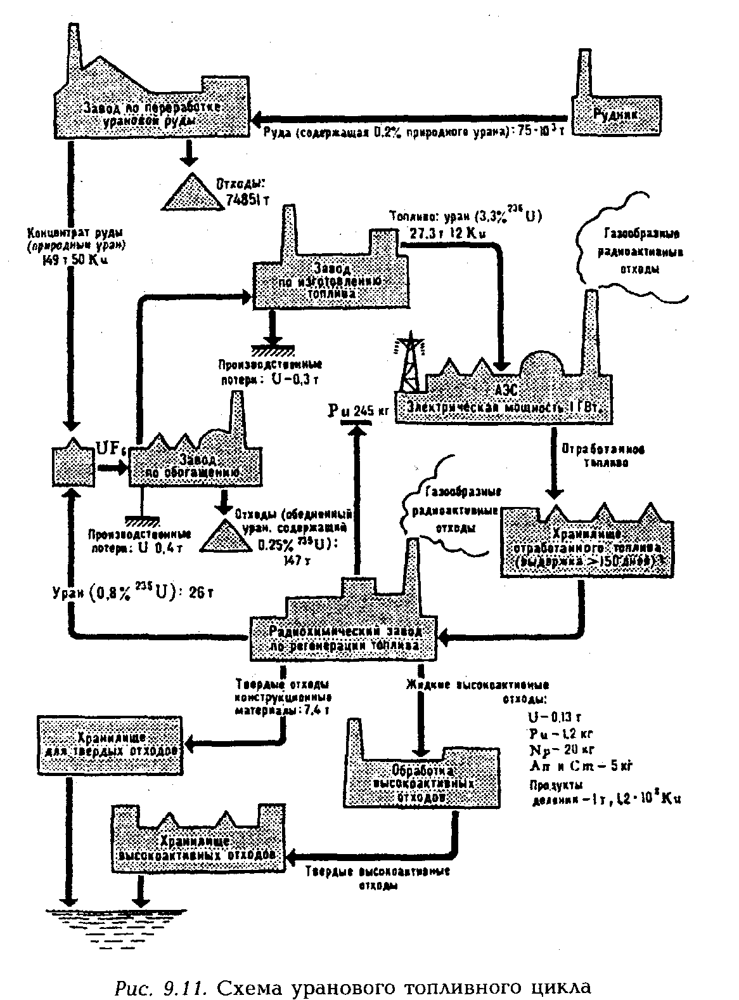 Завод по переработке
урановой руды
Рудник
Руда (содержащая 0.2% природного урана): 75·10³ т
Отходы:
74851 т
Концентрат руды
(природный уран)
149 т 50 Ки
Топливо: уран (3,3% ²³⁵U)
27.3 т 12 Ки
Газообразные
радиоактивные
отходы
Завод
по изготовлению
топлива
Производственные
потери: U–0,3 т
АЭС
Электрическая мощность: 1 ГВт.
Pu 245 кг
UF₆
Завод
по обогащению
Отработанное
топливо
Газообразные
радиоактивные
отходы
Производственные
потери: U 0,4 т
Отходы (обедненный
уран, содержащий
0.25% ²³⁵U):
147 т
Хранилище
отработанного топлива
(выдержка >150 дней)
Уран (0,8% ²³⁵U): 26 т
Радиохимический завод
по регенерации топлива
Твердые отходы
конструкционные
материалы: 7,4 т
Жидкие высокоактивные
отходы:
U–0,13 т
Pu–1,2 кг
Np–20 кг
Am и Cm–5 кг
Продукты
деления –1 т, 1,2·10⁸ Ки
Хранилище
для твердых отходов
Обработка
высокоактивных
отходов
Хранилище
высокоактивных отходов
Твердые высокоактивные
отходы
Рис. 9.11. Схема уранового топливного цикла